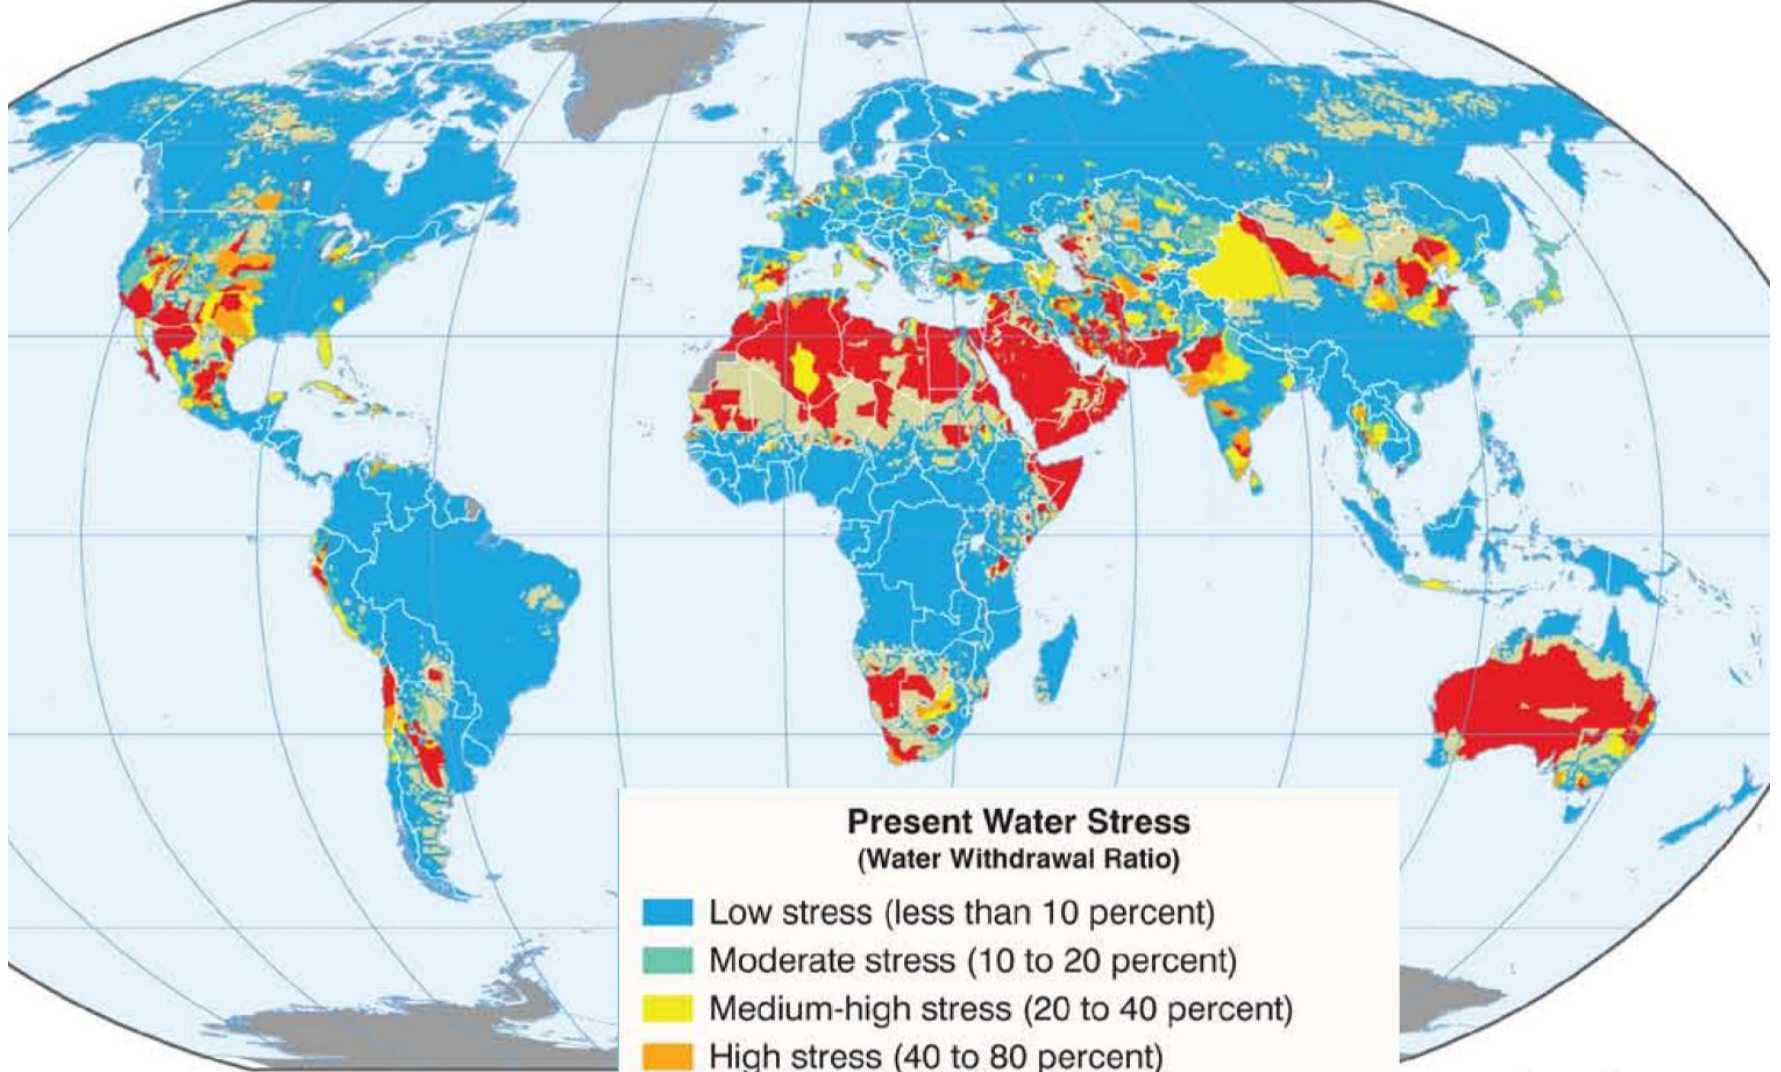 Present Water Stress
(Water Withdrawal Ratio)
Low stress (less than 10 percent)
Moderate stress (10 to 20 percent)
Medium-high stress (20 to 40 percent)
High stress (40 to 80 percent)